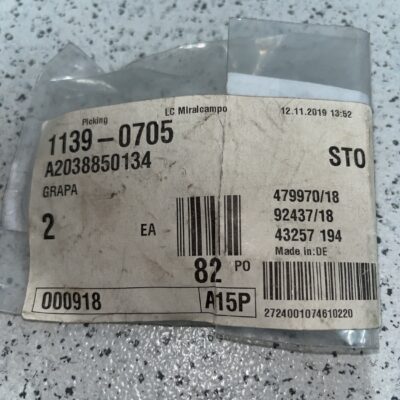 Picking LC Miralcampo 12.11.2019 13:52
1139-0705
A2038850134 STO
GRAPA
479970/18
2 EA 92437/18
43257 194
82 PO Made in:DE
000918 A15P
2724001074610220